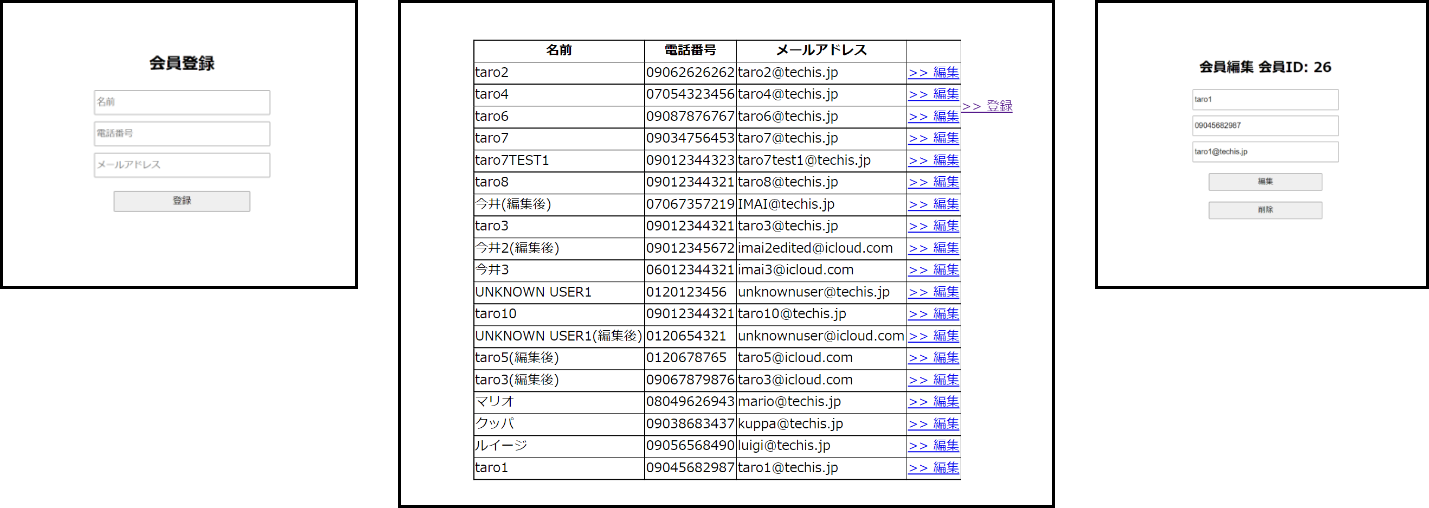 会員登録
名前
電話番号
メールアドレス
登録
名前 電話番号 メールアドレス
taro2 09062626262 taro2@techis.jp >> 編集
taro4 07054323456 taro4@techis.jp >> 編集
>> 登録
taro6 09087876767 taro6@techis.jp >> 編集
taro7 09034756453 taro7@techis.jp >> 編集
taro7TEST1 09012344323 taro7test1@techis.jp >> 編集
taro8 09012344321 taro8@techis.jp >> 編集
今井(編集後) 07067357219 IMAI@techis.jp >> 編集
taro3 09012344321 taro3@techis.jp >> 編集
今井2(編集後) 09012345672 imai2edited@icloud.com >> 編集
今井3 06012344321 imai3@icloud.com >> 編集
UNKNOWN USER1 0120123456 unknownuser@techis.jp >> 編集
taro10 09012344321 taro10@techis.jp >> 編集
UNKNOWN USER1(編集後) 0120654321 unknownuser@icloud.com >> 編集
taro5(編集後) 0120678765 taro5@icloud.com >> 編集
taro3(編集後) 09067879876 taro3@icloud.com >> 編集
マリオ 08049626943 mario@techis.jp >> 編集
クッパ 09038683437 kuppa@techis.jp >> 編集
ルイージ 09056568490 luigi@techis.jp >> 編集
taro1 09045682987 taro1@techis.jp >> 編集
会員編集 会員ID: 26
taro1
09045682987
taro1@techis.jp
編集
削除